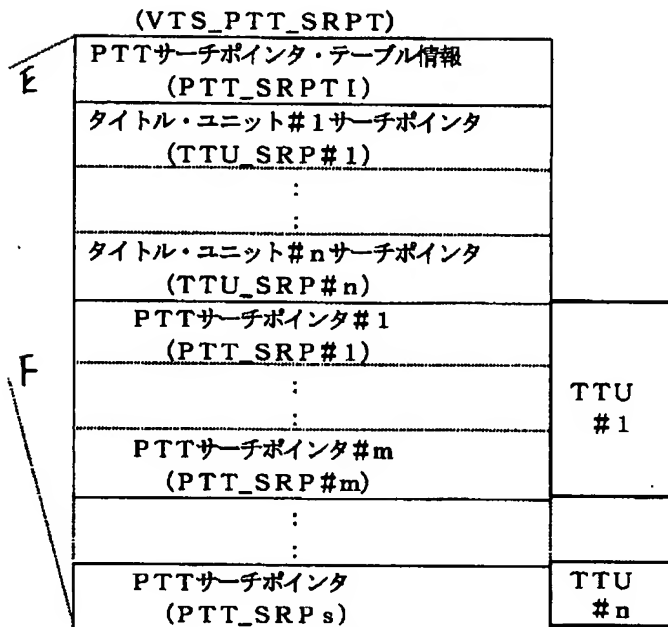 (VTS_PTT_SRPT)
E
PTTサーチポインタ・テーブル情報
(PTT_SRPTI)
タイトル・ユニット#1サーチポインタ
(TTU_SRP#1)
:
:
タイトル・ユニット#nサーチポインタ
(TTU_SRP#n)
PTTサーチポインタ#1
(PTT_SRP#1)
F
:
:
TTU
#1
PTTサーチポインタ#m
(PTT_SRP#m)
:
:
PTTサーチポインタ
(PTT_SRPs)
TTU
#n